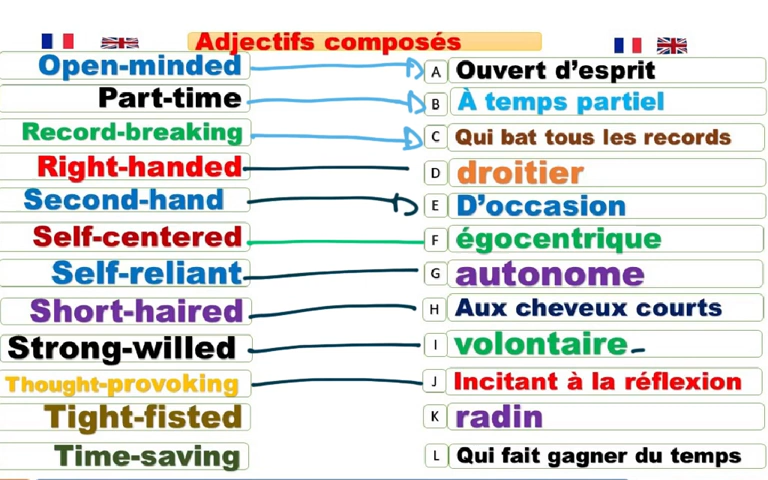 Adjectifs composés
Open-minded A Ouvert d’esprit
Part-time B À temps partiel
Record-breaking C Qui bat tous les records
Right-handed D droitier
Second-hand E D’occasion
Self-centered F égocentrique
Self-reliant G autonome
Short-haired H Aux cheveux courts
Strong-willed I volontaire
Thought-provoking J Incitant à la réflexion
Tight-fisted K radin
Time-saving L Qui fait gagner du temps